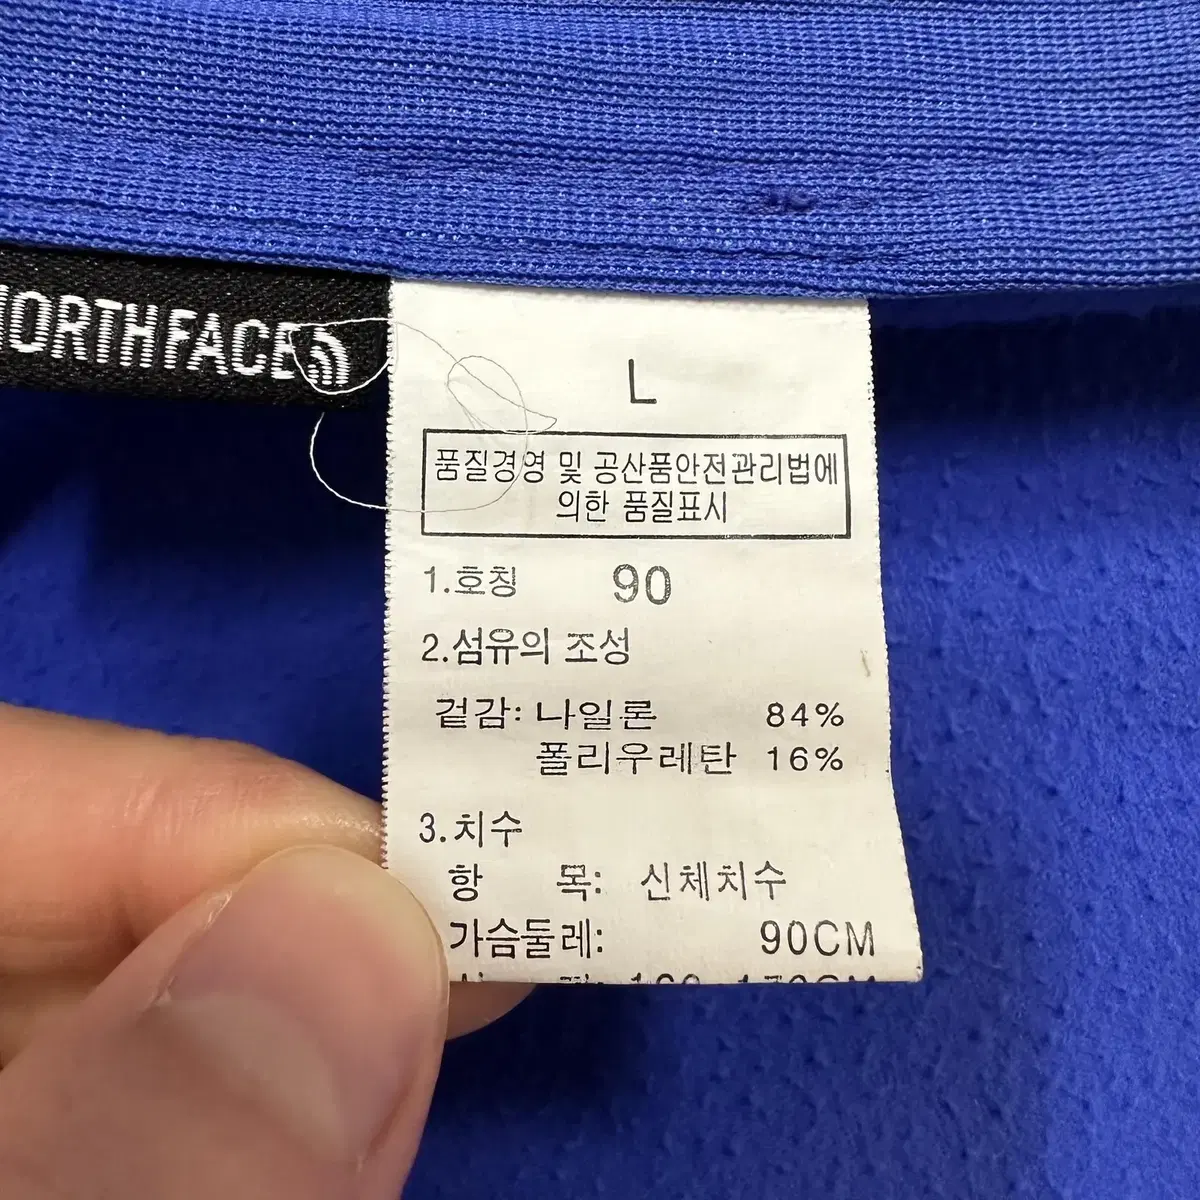 NORTH FACE
L
품질경영 및 공산품안전관리법에
의한 품질표시
1.호칭 90
2.섬유의 조성
겉감: 나일론 84%
폴리우레탄 16%
3.치수
항 목: 신체치수
가슴둘레: 90CM